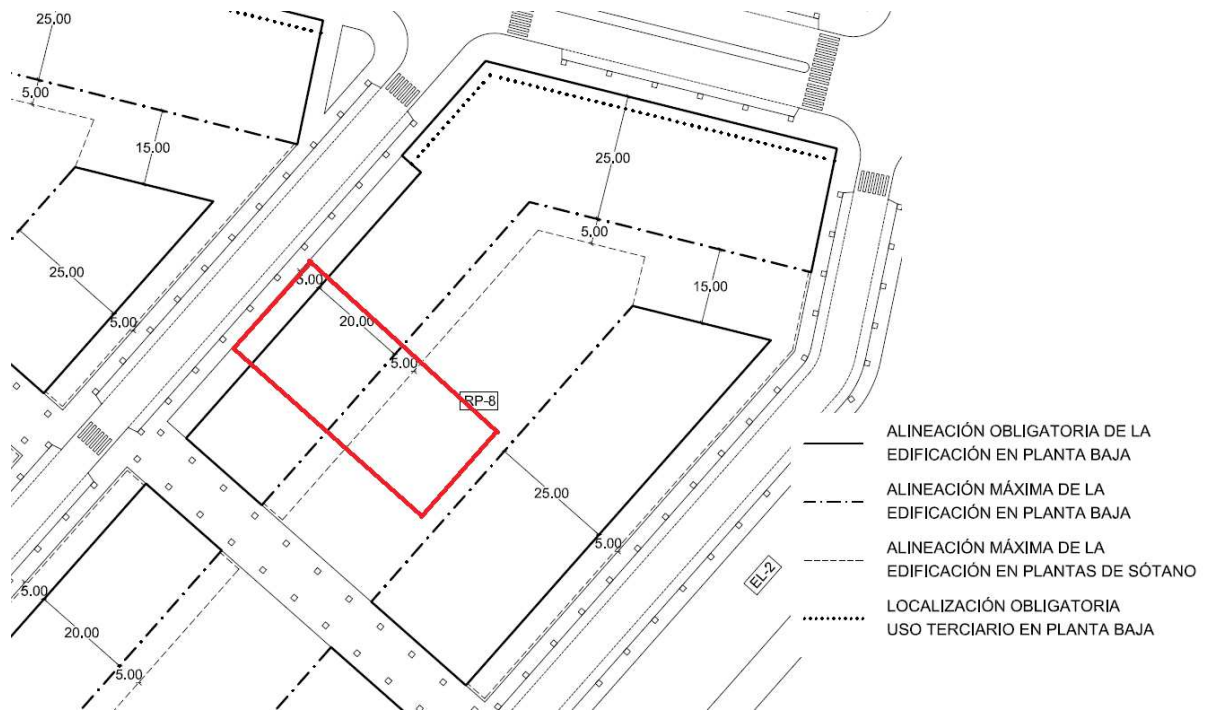 25.00
5.00
15.00
25.00
5.00
25.00
5.00
15.00
5.00
20.00
5.00
RP-8
25.00
5.00
EL-2
5.00
20.00
5.00
ALINEACIÓN OBLIGATORIA DE LA
EDIFICACIÓN EN PLANTA BAJA
ALINEACIÓN MÁXIMA DE LA
EDIFICACIÓN EN PLANTA BAJA
ALINEACIÓN MÁXIMA DE LA
EDIFICACIÓN EN PLANTAS DE SÓTANO
LOCALIZACIÓN OBLIGATORIA
USO TERCIARIO EN PLANTA BAJA